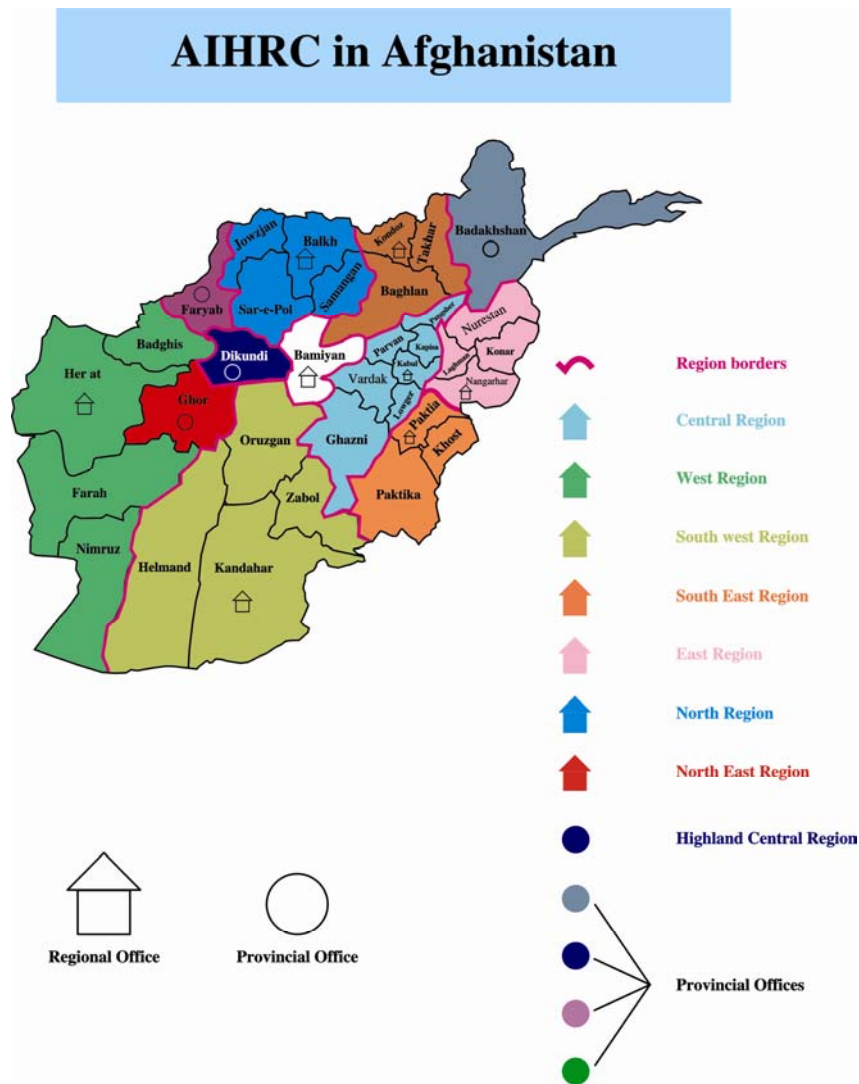 AIHRC in Afghanistan
Badakhshan
Kondoz
Takhar
Jowzjan
Balkh
Samangan
Baghlan
Faryab
Sar-e-Pol
Panjsher
Nurestan
Badghis
Dikundi
Bamiyan
Parvan
Kapisa
Konar
Laghman
Her at
Vardak
Kabul
Nangarhar
Ghor
Lowger
Paktia
Oruzgan
Ghazni
Khost
Farah
Zabol
Paktika
Nimruz
Helmand
Kandahar
Region borders
Central Region
West Region
South west Region
South East Region
East Region
North Region
North East Region
Highland Central Region
Regional Office
Provincial Office
Provincial Offices